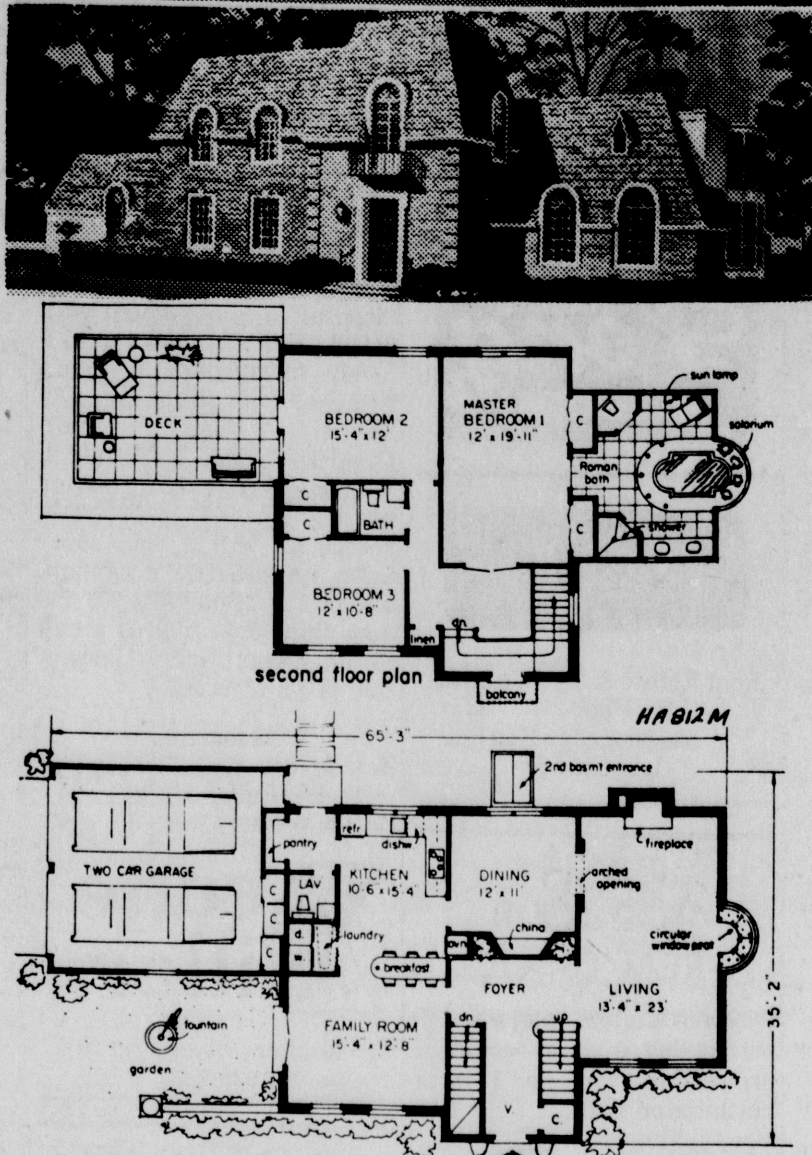 DECK
BEDROOM 2
15'-4" x 12'
MASTER
BEDROOM 1
12' x 19'-11"
C
sun lamp
solarium
Roman
bath
C
C
BATH
C
shower
BEDROOM 3
12' x 10'-8"
linen
dn.
second floor plan
balcony
HA812M
65'-3"
2nd basm't entrance
refr
dishw
pantry
fireplace
TWO CAR GARAGE
KITCHEN
10'-6" x 15'-4"
DINING
12' x 11'
arched
opening
LAV
C
C
C
d.
w.
laundry
ovn
china
circular
window seat
breakfast
FOYER
LIVING
13'-4" x 23'
35'-2"
fountain
FAMILY ROOM
15'-4" x 12'-8"
dn
up
garden
V.
C.